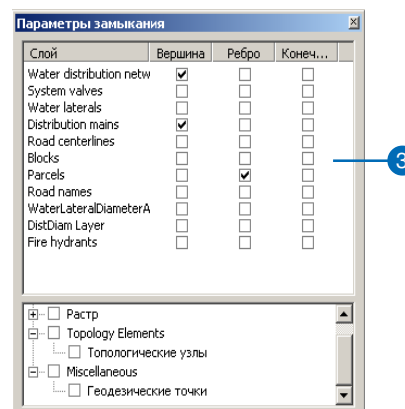 Параметры замыкания
Слой Вершина Ребро Конеч...
Water distribution netw
System valves
Water laterals
Distribution mains
Road centerlines
Blocks
Parcels
3
Road names
WaterLateralDiameterA
DistDiam Layer
Fire hydrants
Растр
Topology Elements
Топологические узлы
Miscellaneous
Геодезические точки